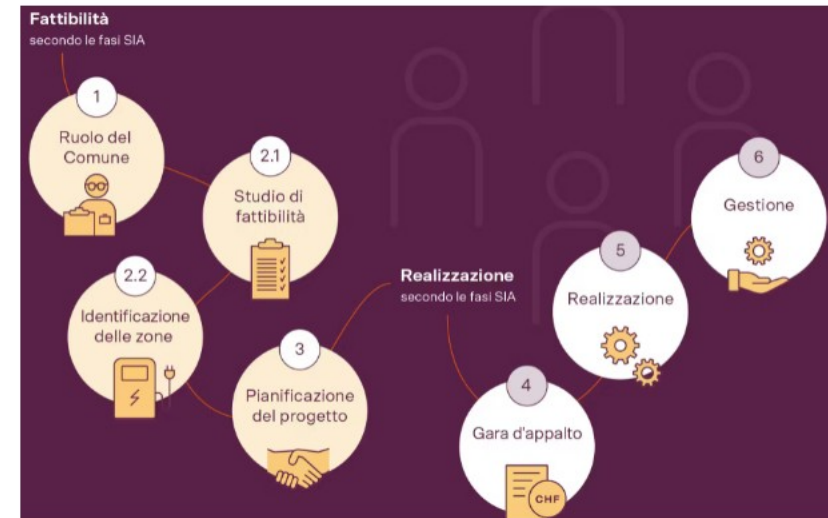 Fattibilità
secondo le fasi SIA
1
Ruolo del
Comune
2.1
Studio di
fattibilità
2.2
Identificazione
delle zone
3
Pianificazione
del progetto
Realizzazione
secondo le fasi SIA
4
Gara d'appalto
CHF
5
Realizzazione
6
Gestione